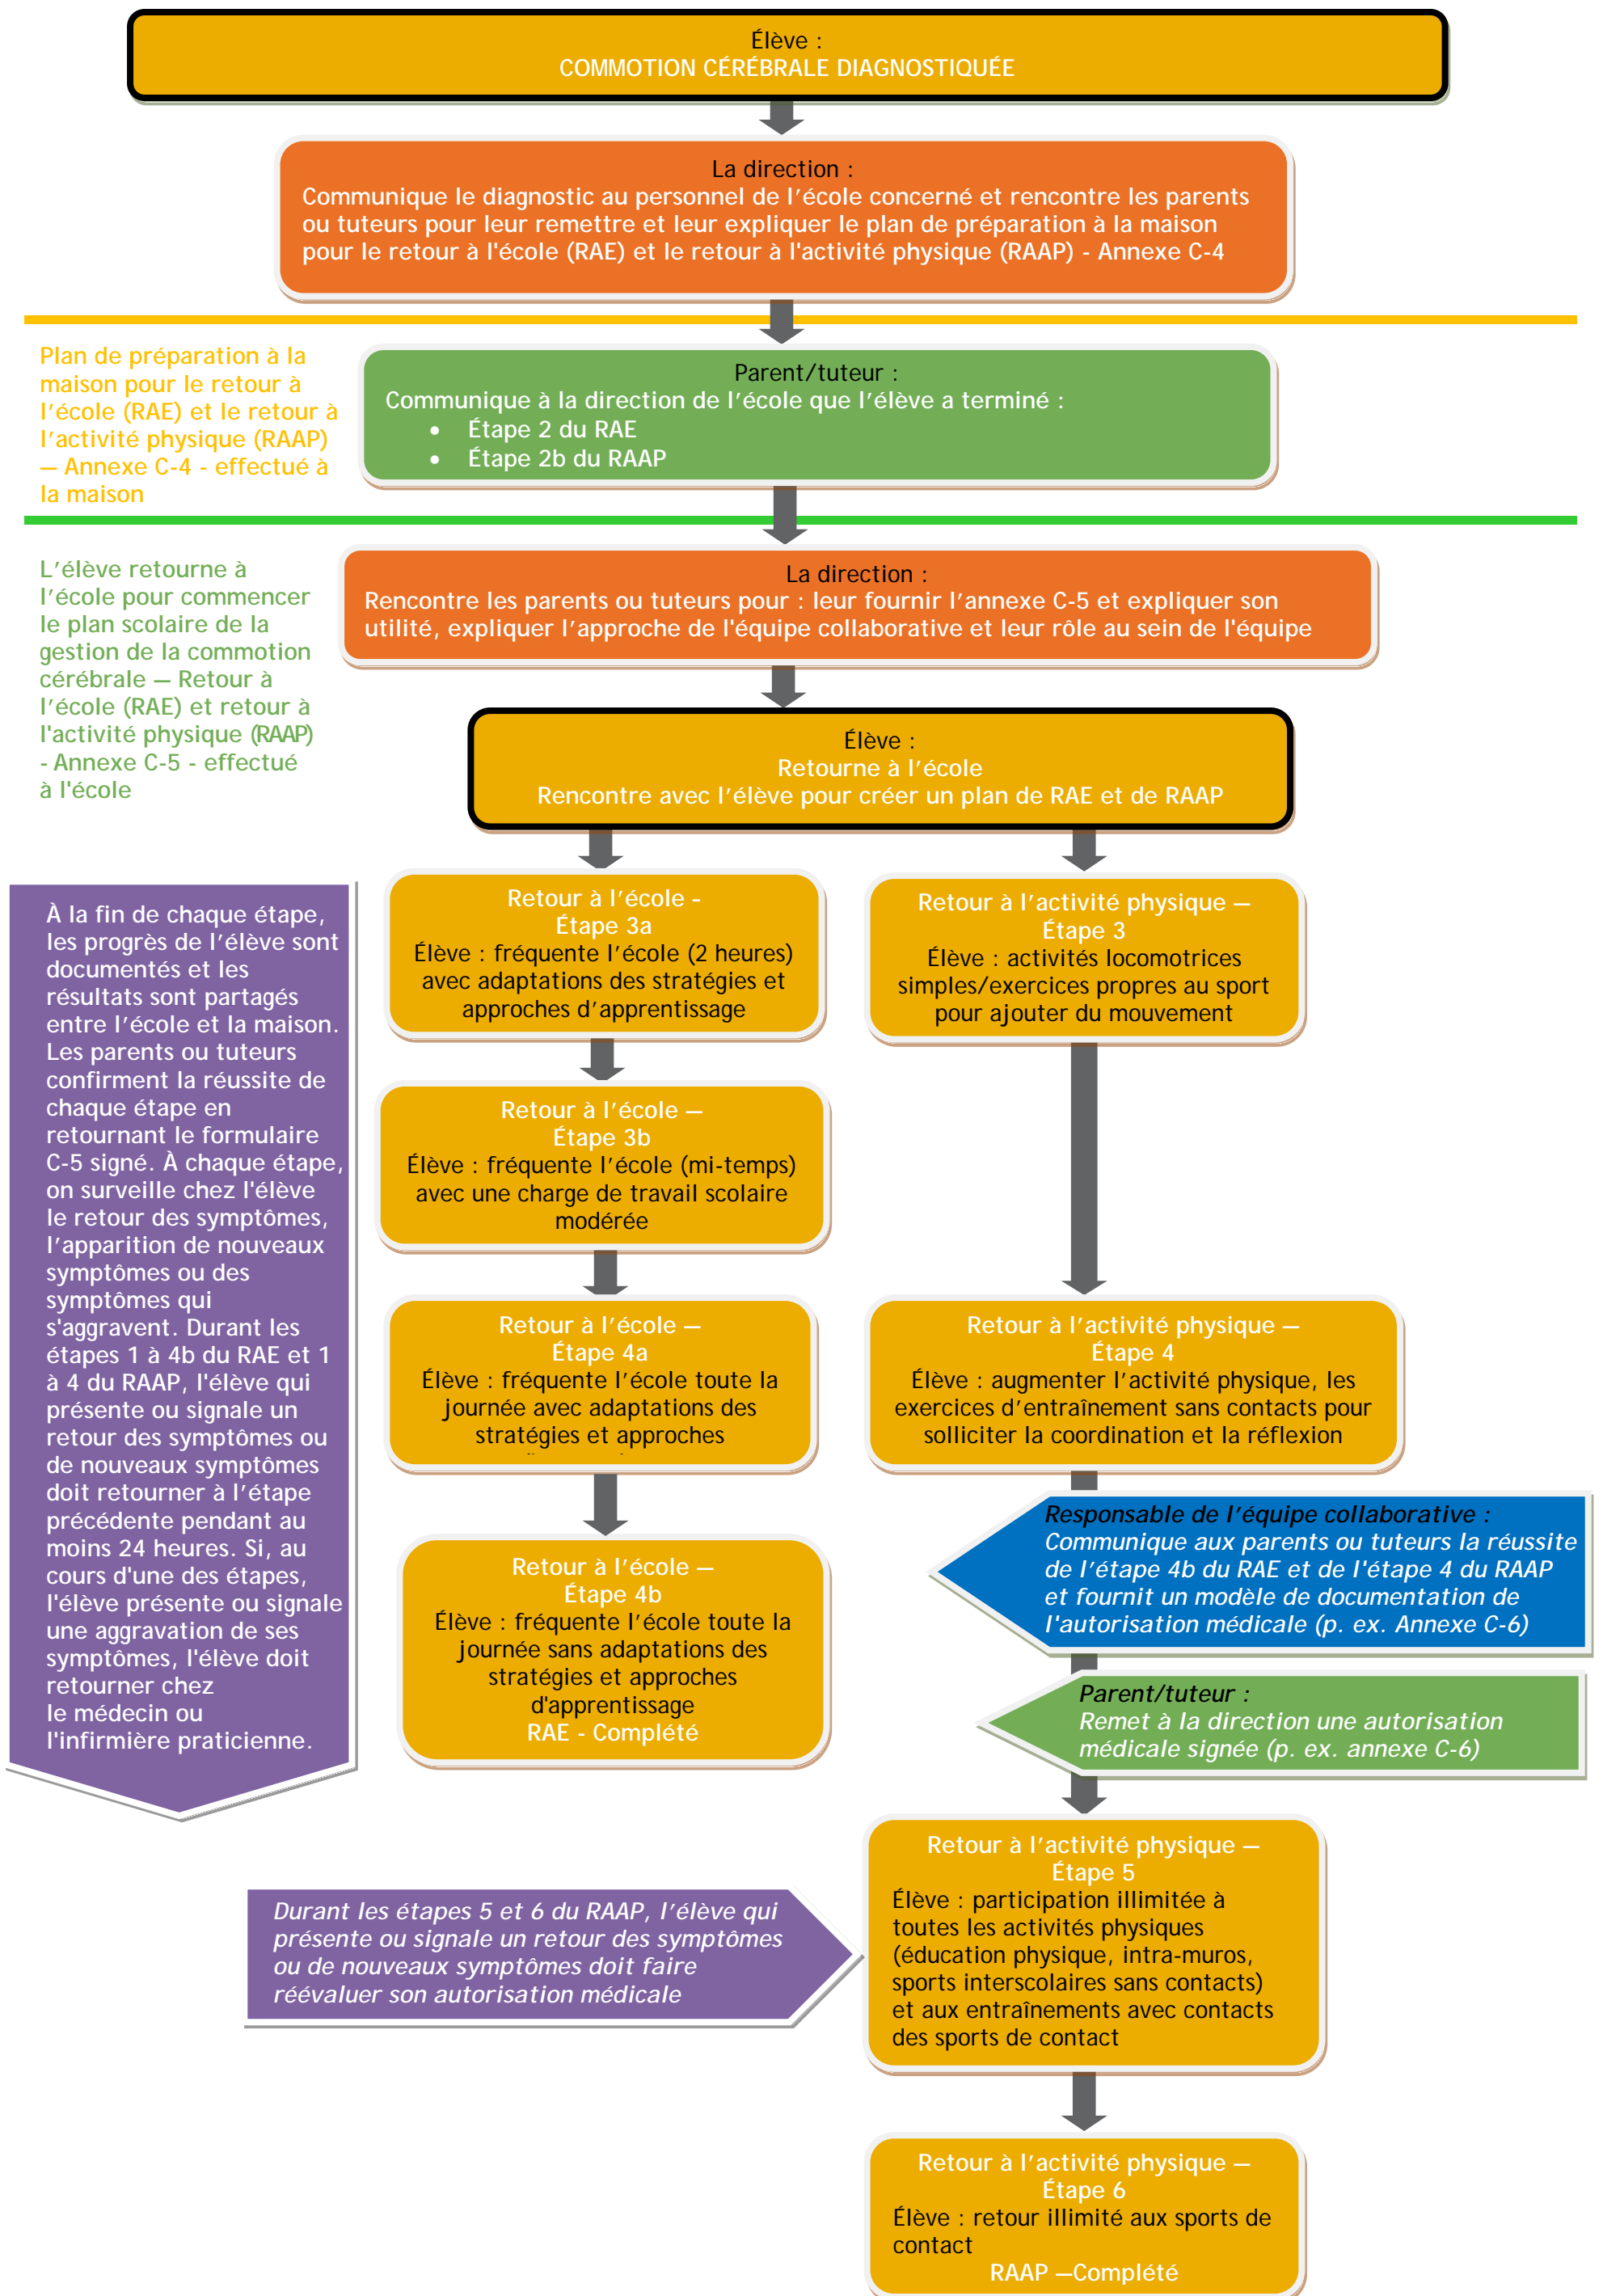 Élève :
COMMOTION CÉRÉBRALE DIAGNOSTIQUÉE
La direction :
Communique le diagnostic au personnel de l’école concerné et rencontre les parents
ou tuteurs pour leur remettre et leur expliquer le plan de préparation à la maison
pour le retour à l'école (RAE) et le retour à l'activité physique (RAAP) - Annexe C-4
Plan de préparation à la
maison pour le retour à
l’école (RAE) et le retour à
l’activité physique (RAAP)
— Annexe C-4 - effectué à
la maison
Parent/tuteur :
Communique à la direction de l’école que l’élève a terminé :
• Étape 2 du RAE
• Étape 2b du RAAP
L’élève retourne à
l’école pour commencer
le plan scolaire de la
gestion de la commotion
cérébrale — Retour à
l’école (RAE) et retour à
l'activité physique (RAAP)
- Annexe C-5 - effectué
à l'école
La direction :
Rencontre les parents ou tuteurs pour : leur fournir l’annexe C-5 et expliquer son
utilité, expliquer l’approche de l'équipe collaborative et leur rôle au sein de l'équipe
Élève :
Retourne à l’école
Rencontre avec l’élève pour créer un plan de RAE et de RAAP
À la fin de chaque étape,
les progrès de l’élève sont
documentés et les
résultats sont partagés
entre l’école et la maison.
Les parents ou tuteurs
confirment la réussite de
chaque étape en
retournant le formulaire
C-5 signé. À chaque étape,
on surveille chez l'élève
le retour des symptômes,
l’apparition de nouveaux
symptômes ou des
symptômes qui
s'aggravent. Durant les
étapes 1 à 4b du RAE et 1
à 4 du RAAP, l'élève qui
présente ou signale un
retour des symptômes ou
de nouveaux symptômes
doit retourner à l’étape
précédente pendant au
moins 24 heures. Si, au
cours d'une des étapes,
l'élève présente ou signale
une aggravation de ses
symptômes, l'élève doit
retourner chez
le médecin ou
l'infirmière praticienne.
Retour à l’école -
Étape 3a
Élève : fréquente l’école (2 heures)
avec adaptations des stratégies et
approches d’apprentissage
Retour à l’école —
Étape 3b
Élève : fréquente l’école (mi-temps)
avec une charge de travail scolaire
modérée
Retour à l’école —
Étape 4a
Élève : fréquente l’école toute la
journée avec adaptations des
stratégies et approches
Retour à l’école —
Étape 4b
Élève : fréquente l’école toute la
journée sans adaptations des
stratégies et approches
d'apprentissage
RAE - Complété
Retour à l’activité physique —
Étape 3
Élève : activités locomotrices
simples/exercices propres au sport
pour ajouter du mouvement
Retour à l’activité physique —
Étape 4
Élève : augmenter l’activité physique, les
exercices d’entraînement sans contacts pour
solliciter la coordination et la réflexion
Responsable de l’équipe collaborative :
Communique aux parents ou tuteurs la réussite
de l’étape 4b du RAE et de l'étape 4 du RAAP
et fournit un modèle de documentation de
l'autorisation médicale (p. ex. Annexe C-6)
Parent/tuteur :
Remet à la direction une autorisation
médicale signée (p. ex. annexe C-6)
Durant les étapes 5 et 6 du RAAP, l’élève qui
présente ou signale un retour des symptômes
ou de nouveaux symptômes doit faire
réévaluer son autorisation médicale
Retour à l’activité physique —
Étape 5
Élève : participation illimitée à
toutes les activités physiques
(éducation physique, intra-muros,
sports interscolaires sans contacts)
et aux entraînements avec contacts
des sports de contact
Retour à l’activité physique —
Étape 6
Élève : retour illimité aux sports de
contact
RAAP —Complété